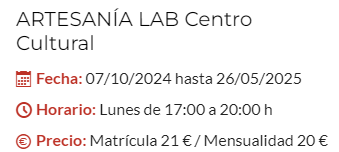 ARTESANÍA LAB Centro
Cultural
Fecha: 07/10/2024 hasta 26/05/2025
Horario: Lunes de 17:00 a 20:00 h
Precio: Matrícula 21 € / Mensualidad 20 €